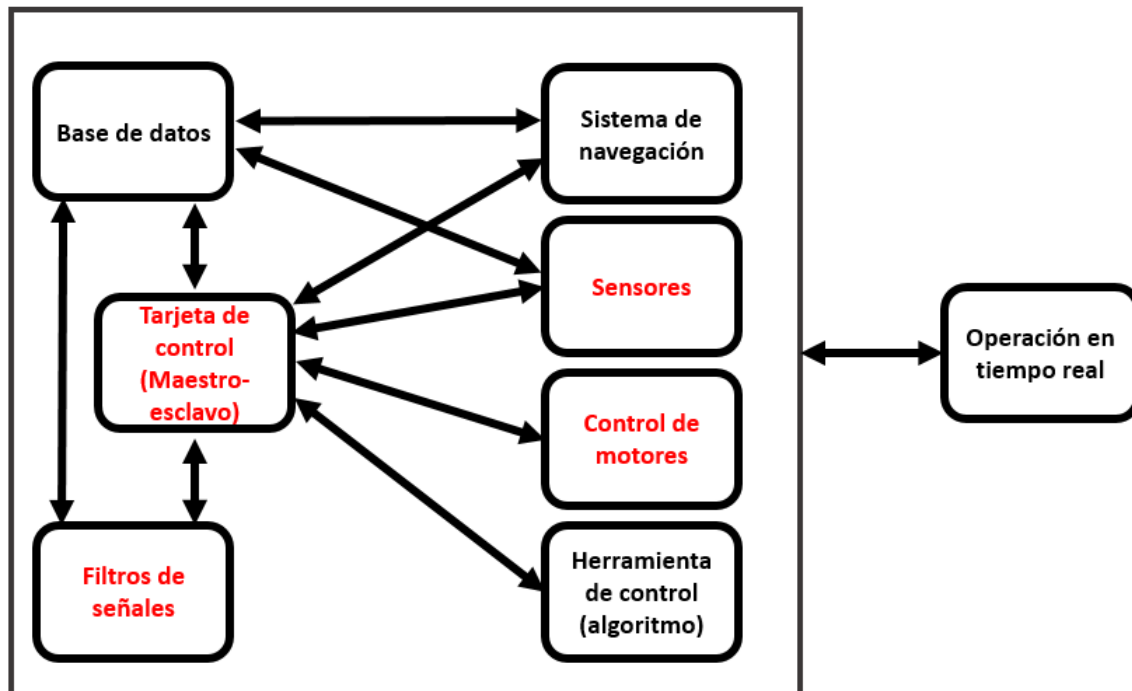 Base de datos
Sistema de
navegación
Sensores
Tarjeta de
control
(Maestro-
esclavo)
Operación en
tiempo real
Control de
motores
Filtros de
señales
Herramienta
de control
(algoritmo)